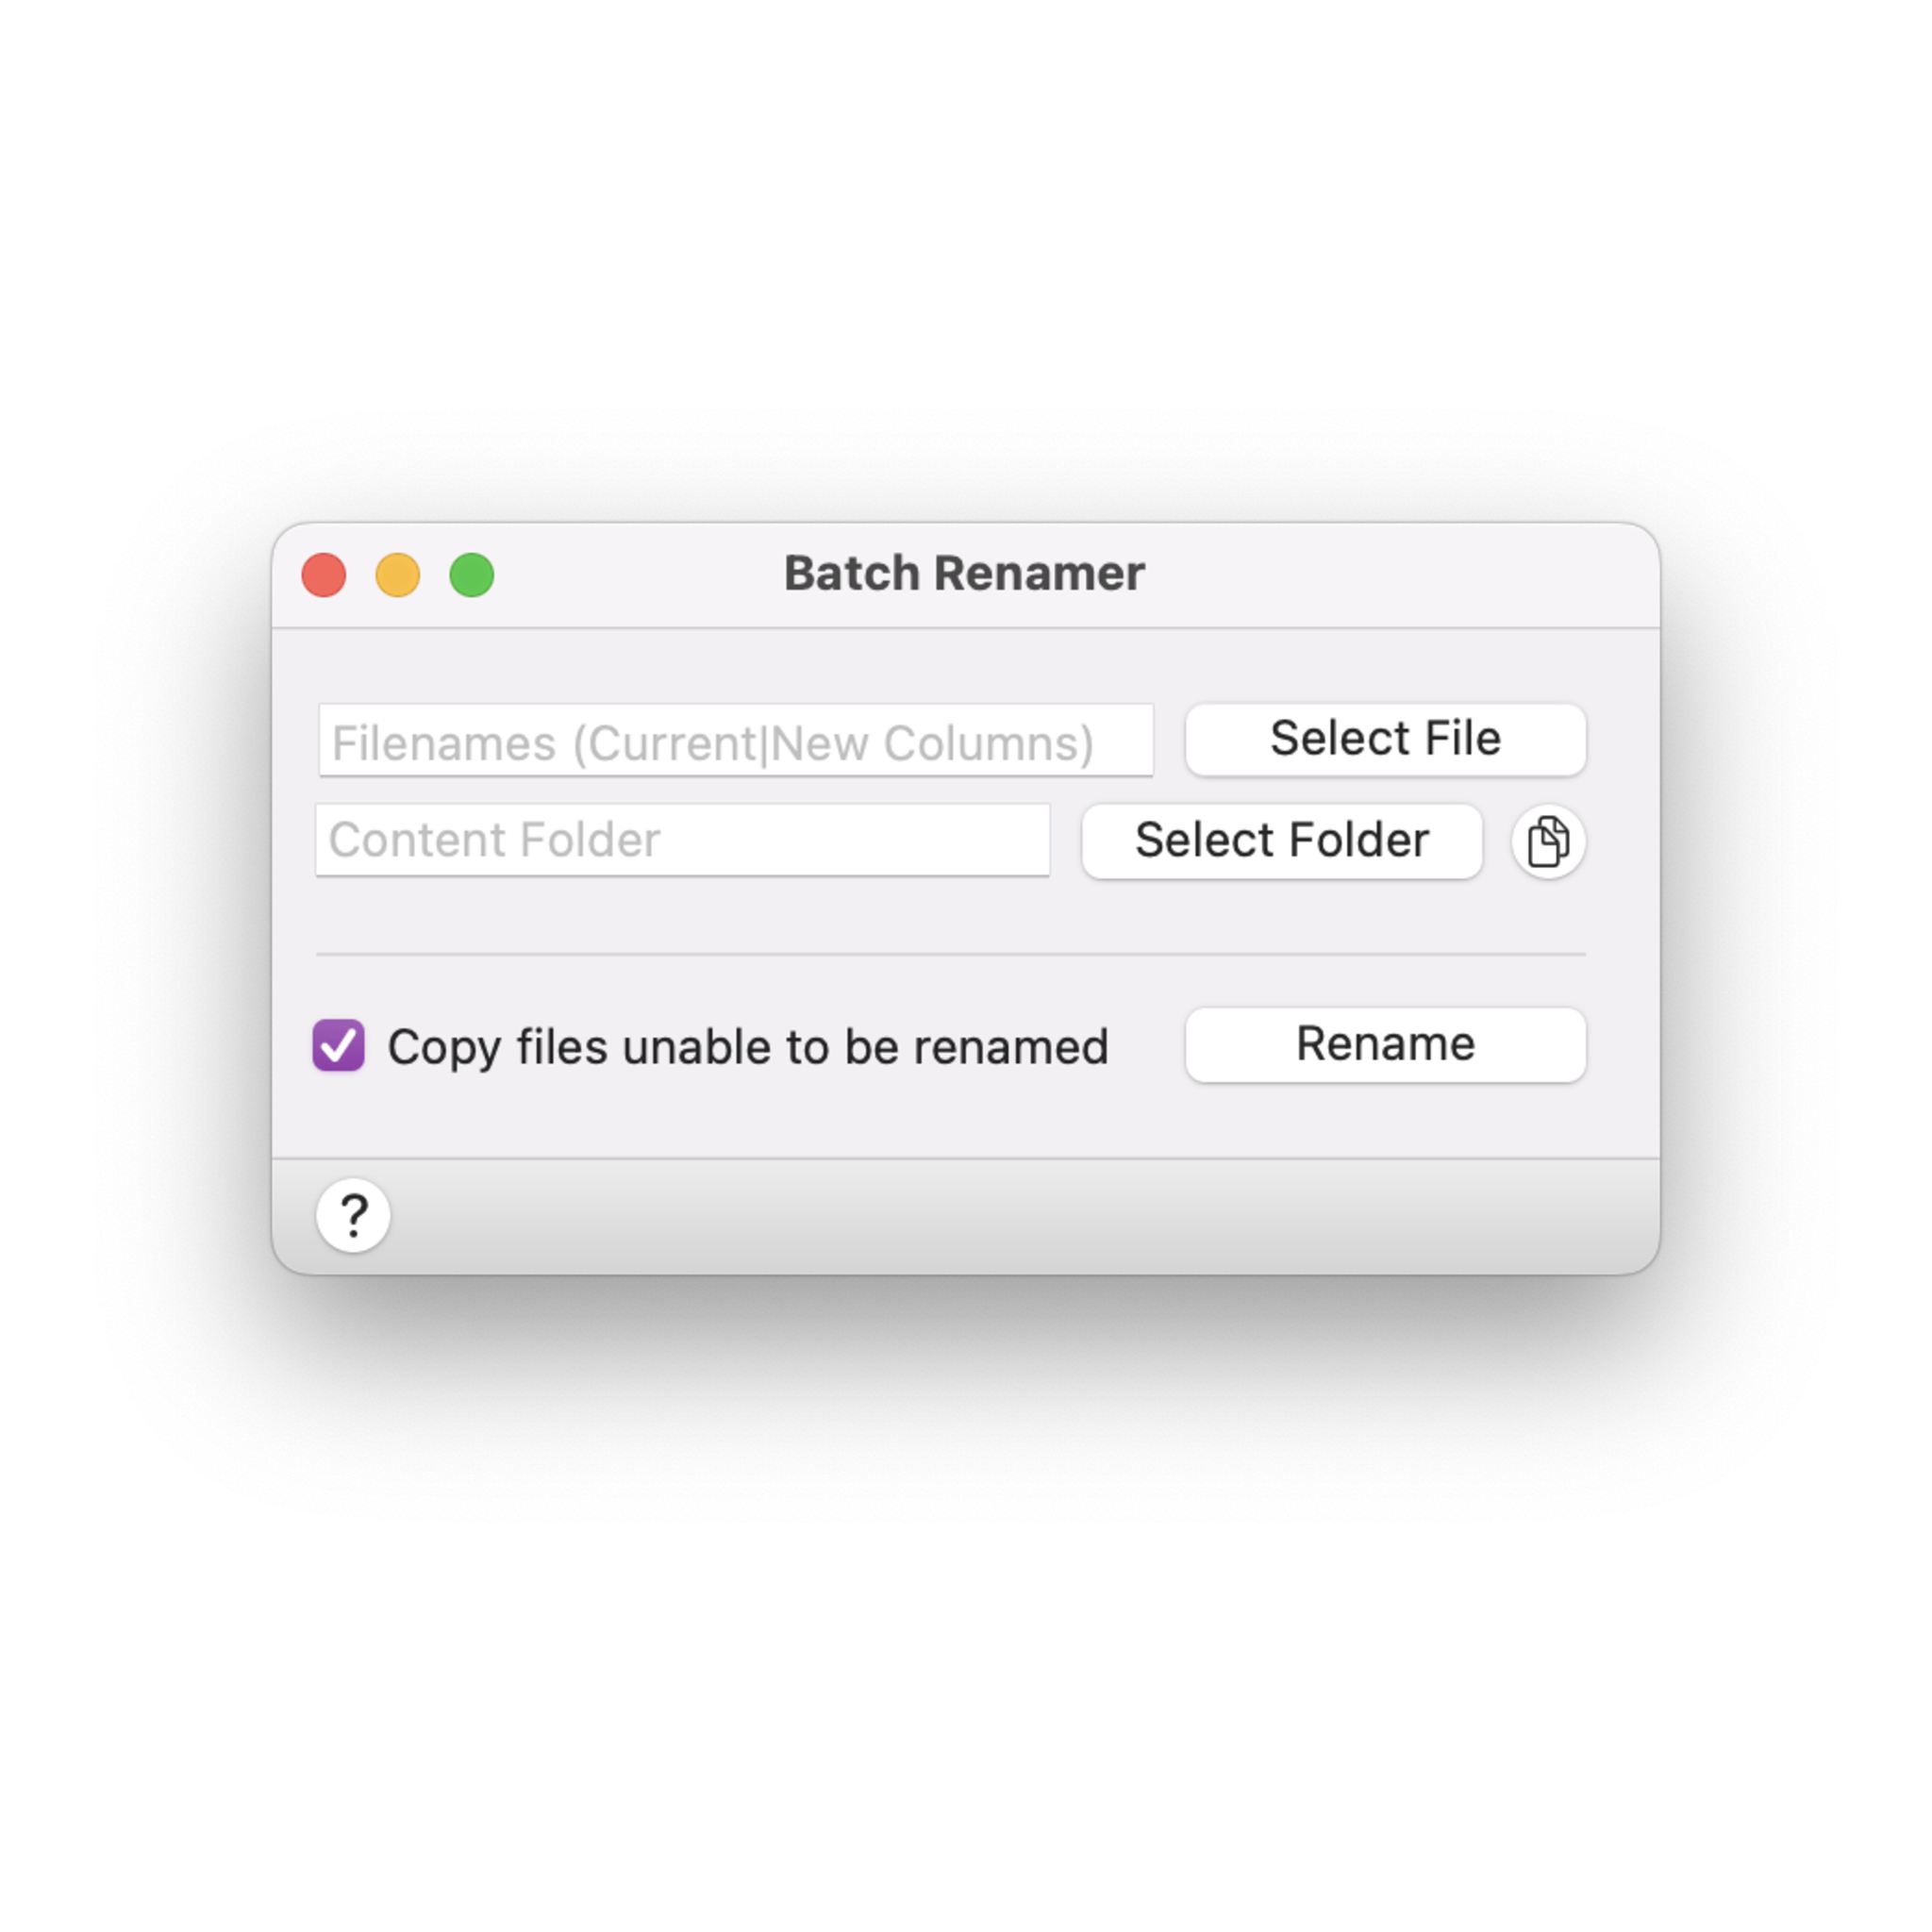 Batch Renamer
Filenames (Current|New Columns)
Select File
Content Folder
Select Folder
Copy files unable to be renamed
Rename
?